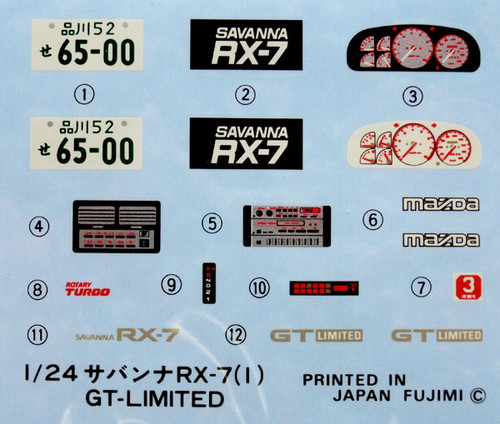 品川52
せ 65-00
①
SAVANNA
RX-7
②
③
品川52
せ 65-00
SAVANNA
RX-7
④
⑤
⑥
mazda
mazda
⑧
ROTARY
TURBO
⑨
⑩
⑦
3
⑪
SAVANNA RX-7
⑫
GT LIMITED
GT LIMITED
1/24 サバンナRX-7(1)
GT-LIMITED
PRINTED IN
JAPAN FUJIMI ©